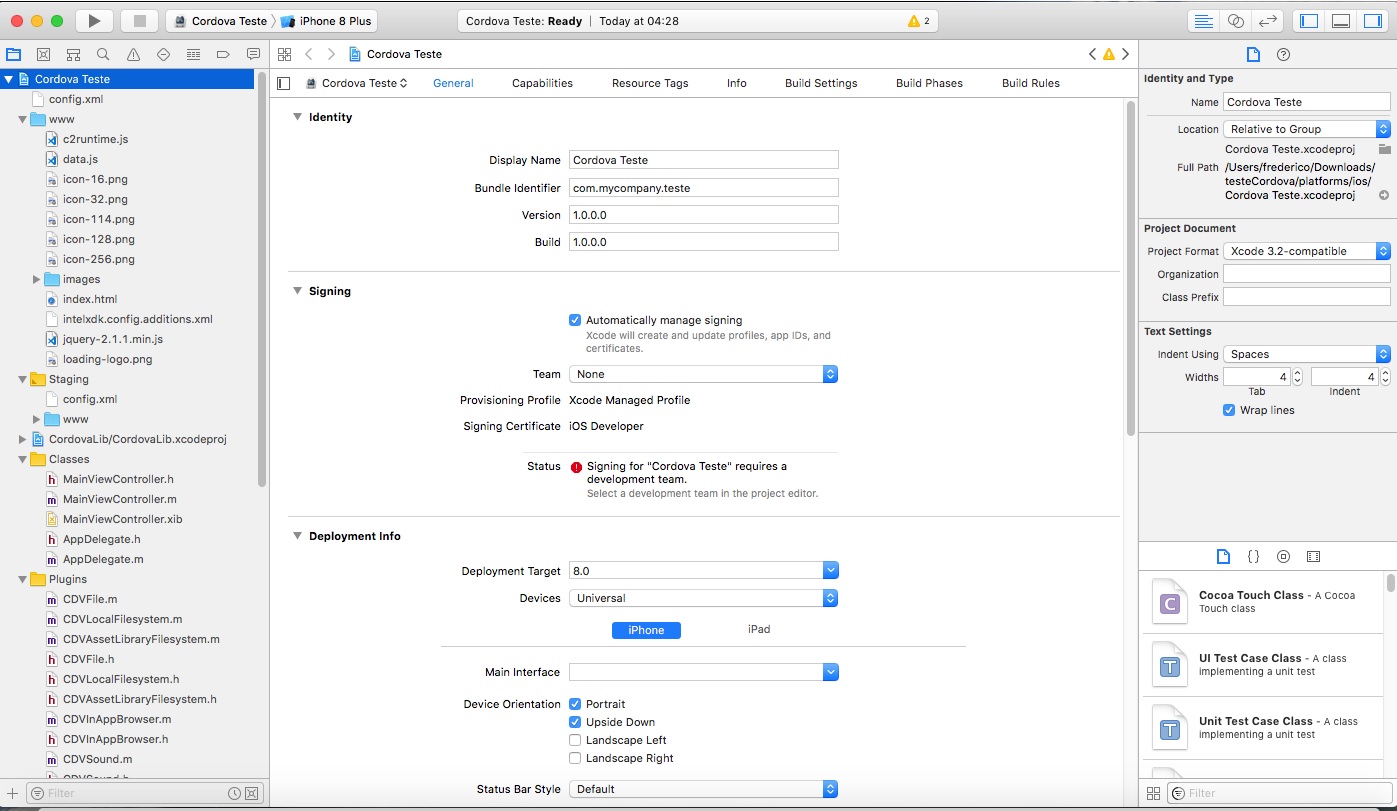 Cordova Teste
iPhone 8 Plus
Cordova Teste: Ready | Today at 04:28
2
Cordova Teste
config.xml
www
c2runtime.js
data.js
icon-16.png
icon-32.png
icon-114.png
icon-128.png
icon-256.png
images
index.html
intelxdk.config.additions.xml
jquery-2.1.1.min.js
loading-logo.png
Staging
config.xml
www
CordovaLib/CordovaLib.xcodeproj
Classes
MainViewController.h
MainViewController.m
MainViewController.xib
AppDelegate.h
AppDelegate.m
Plugins
CDVFile.m
CDVLocalFilesystem.m
CDVAssetLibraryFilesystem.m
CDVFile.h
CDVLocalFilesystem.h
CDVAssetLibraryFilesystem.h
CDVInAppBrowser.m
CDVInAppBrowser.h
CDVSound.m
CDVSound.h
Filter
Cordova Teste
Cordova Teste
General
Capabilities
Resource Tags
Info
Build Settings
Build Phases
Build Rules
Identity
Display Name Cordova Teste
Bundle Identifier com.mycompany.teste
Version 1.0.0.0
Build 1.0.0.0
Signing
Automatically manage signing
Xcode will create and update profiles, app IDs, and
certificates.
Team None
Provisioning Profile Xcode Managed Profile
Signing Certificate iOS Developer
Status Signing for "Cordova Teste" requires a
development team.
Select a development team in the project editor.
Deployment Info
Deployment Target 8.0
Devices Universal
iPhone
iPad
Main Interface
Device Orientation Portrait
Upside Down
Landscape Left
Landscape Right
Status Bar Style Default
Identity and Type
Name Cordova Teste
Location Relative to Group
Cordova Teste.xcodeproj
Full Path /Users/frederico/Downloads/
testeCordova/platforms/ios/
Cordova Teste.xcodeproj
Project Document
Project Format Xcode 3.2-compatible
Organization
Class Prefix
Text Settings
Indent Using Spaces
Widths 4 4
Tab Indent
Wrap lines
{}
C
Cocoa Touch Class - A Cocoa
Touch class
T
UI Test Case Class - A class
implementing a unit test
T
Unit Test Case Class - A class
implementing a unit test
Filter